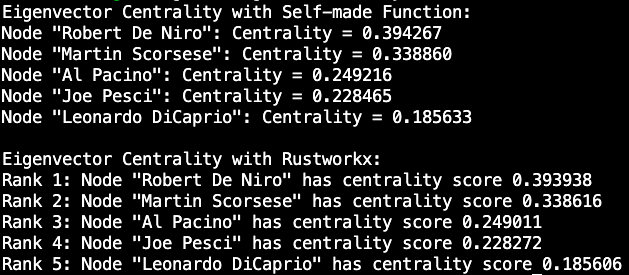 Eigenvector Centrality with Self-made Function:
Node "Robert De Niro": Centrality = 0.394267
Node "Martin Scorsese": Centrality = 0.338860
Node "Al Pacino": Centrality = 0.249216
Node "Joe Pesci": Centrality = 0.228465
Node "Leonardo DiCaprio": Centrality = 0.185633
Eigenvector Centrality with Rustworkx:
Rank 1: Node "Robert De Niro" has centrality score 0.393938
Rank 2: Node "Martin Scorsese" has centrality score 0.338616
Rank 3: Node "Al Pacino" has centrality score 0.249011
Rank 4: Node "Joe Pesci" has centrality score 0.228272
Rank 5: Node "Leonardo DiCaprio" has centrality score 0.185606